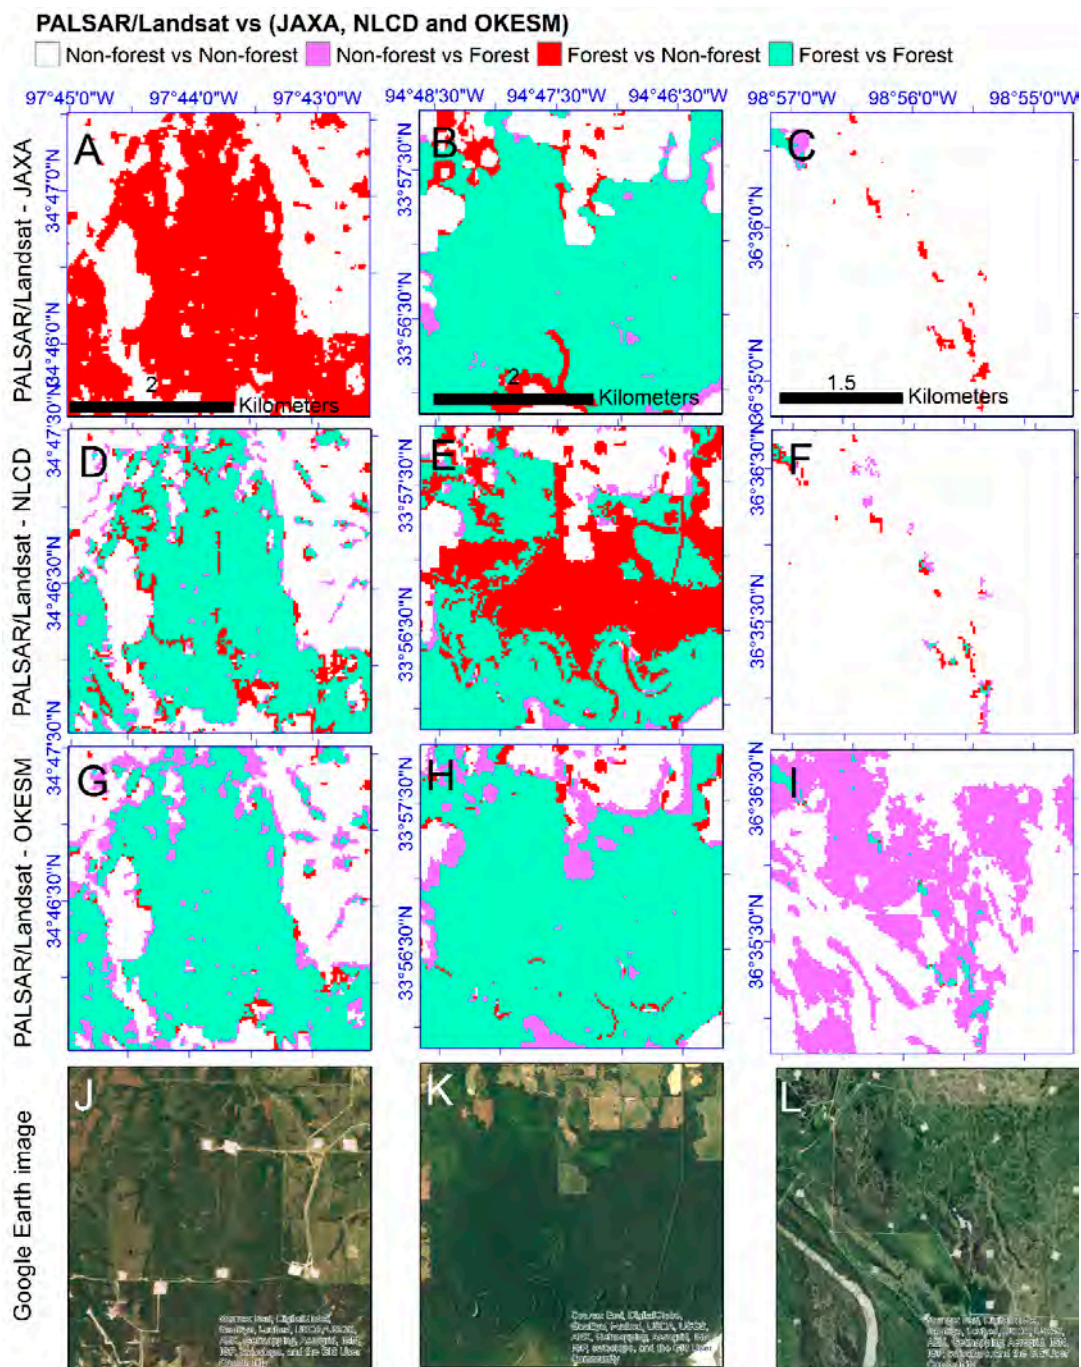 PALSAR/Landsat vs (JAXA, NLCD and OKESM)
Non-forest vs Non-forest Non-forest vs Forest Forest vs Non-forest Forest vs Forest
97°45'0"W 97°44'0"W 97°43'0"W 94°48'30"W 94°47'30"W 94°46'30"W 98°57'0"W 98°56'0"W 98°55'0"W
PALSAR/Landsat - JAXA
34°47'0"N
34°46'0"N
A
2
Kilometers
33°57'30"N
33°56'30"N
B
2
Kilometers
36°36'0"N
36°35'0"N
C
1.5
Kilometers
PALSAR/Landsat - NLCD
34°47'30"N
34°46'30"N
D
33°57'30"N
33°56'30"N
E
36°36'30"N
36°35'30"N
F
PALSAR/Landsat - OKESM
34°47'30"N
34°46'30"N
G
33°57'30"N
33°56'30"N
H
36°36'30"N
36°35'30"N
I
Google Earth image
J
K
L